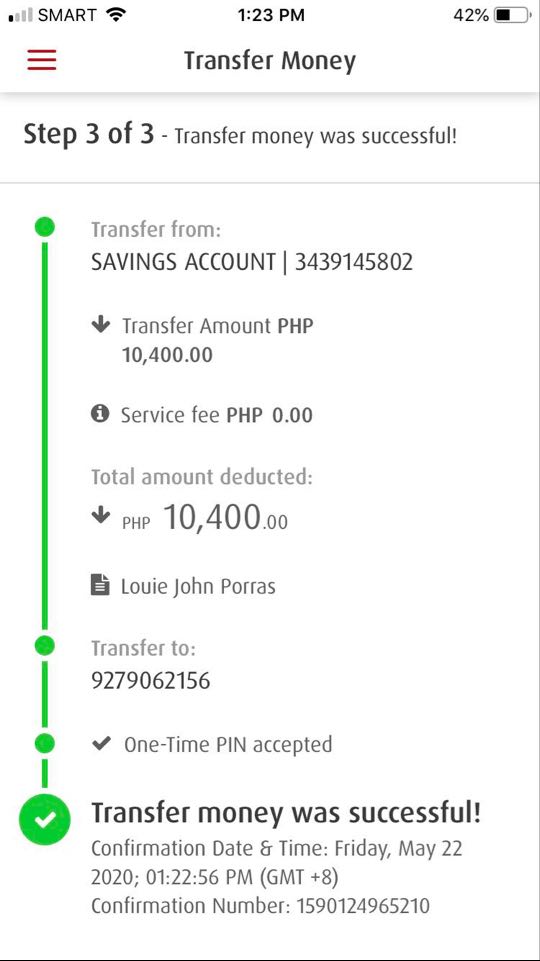 SMART 1:23 PM 42%
Transfer Money
Step 3 of 3 - Transfer money was successful!
Transfer from:
SAVINGS ACCOUNT | 3439145802
Transfer Amount PHP
10,400.00
Service fee PHP 0.00
Total amount deducted:
PHP 10,400.00
Louie John Porras
Transfer to:
9279062156
One-Time PIN accepted
Transfer money was successful!
Confirmation Date & Time: Friday, May 22
2020; 01:22:56 PM (GMT +8)
Confirmation Number: 1590124965210